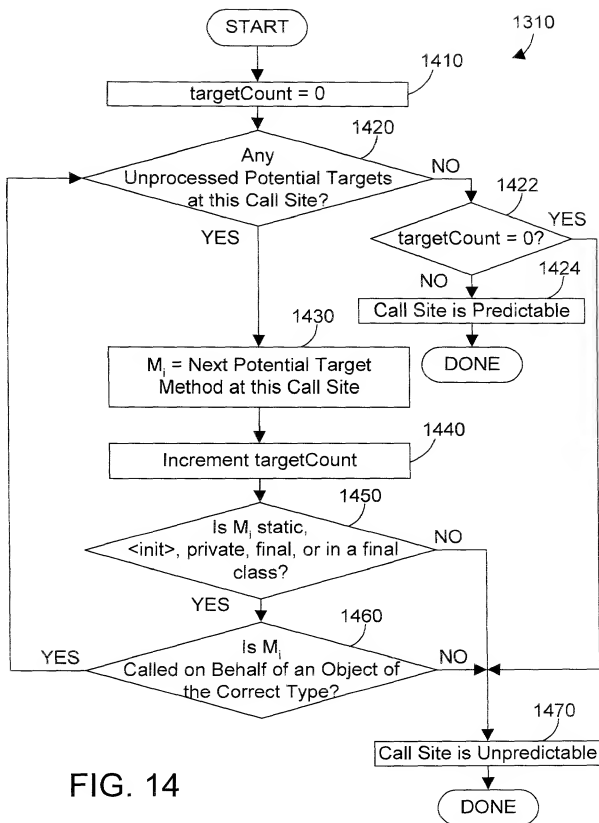 START
1310
1410
targetCount = 0
1420
Any
Unprocessed Potential Targets
at this Call Site?
NO
1422
YES
YES
targetCount = 0?
NO
1424
Call Site is Predictable
DONE
1430
Mi = Next Potential Target
Method at this Call Site
1440
Increment targetCount
1450
Is Mi static,
<init>, private, final, or in a final
class?
NO
YES
1460
YES
Is Mi
Called on Behalf of an Object of
the Correct Type?
NO
1470
Call Site is Unpredictable
DONE
FIG. 14